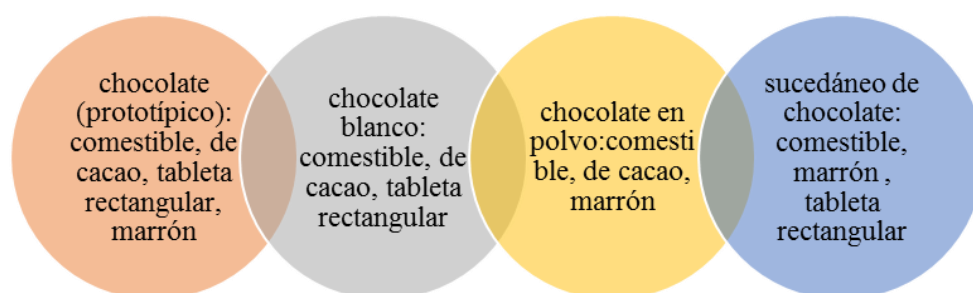 chocolate
(prototípico):
comestible, de
cacao, tableta
rectangular,
marrón
chocolate
blanco:
comestible, de
cacao, tableta
rectangular
chocolate en
polvo:comesti
ble, de cacao,
marrón
sucedáneo de
chocolate:
comestible,
marrón ,
tableta
rectangular